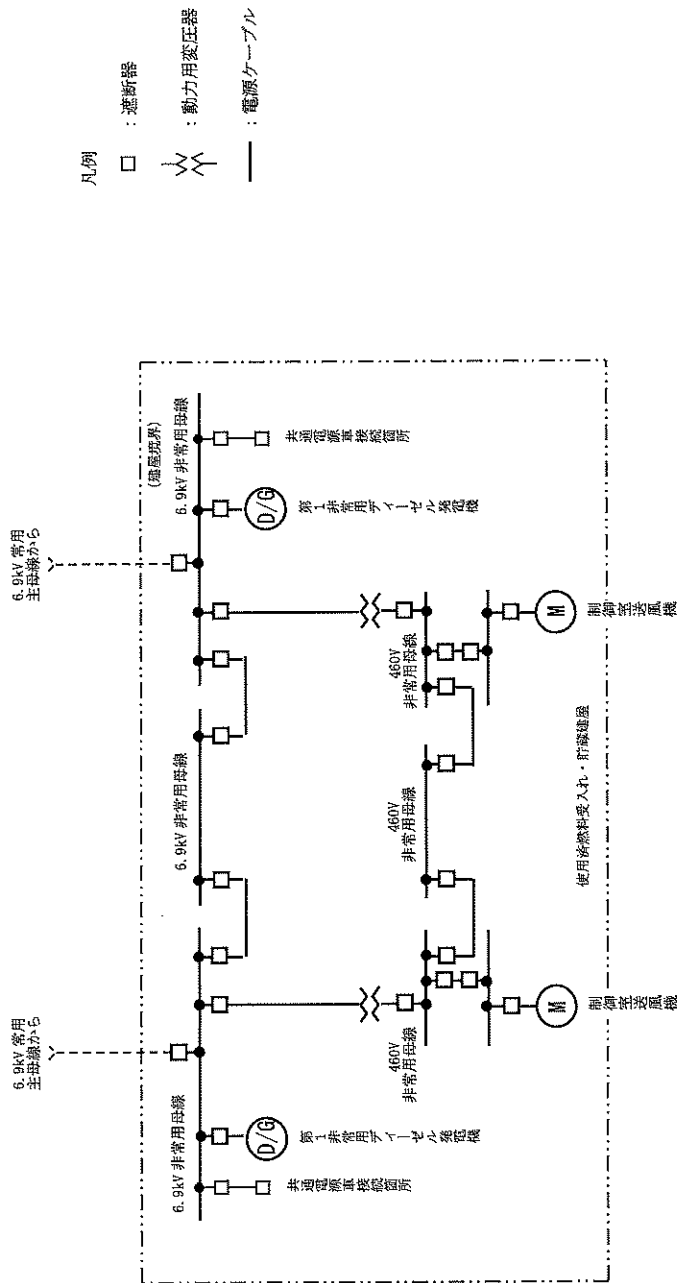 凡例
□ : 遮断器
: 動力用変圧器
: 電源ケーブル
6.9kV 常用
主母線から
6.9kV 常用
主母線から
(建屋境界)
6.9kV 非常用母線
6.9kV 非常用母線
6.9kV 非常用母線
共通電源車接続箇所
D/G
第1非常用ディーゼル発電機
D/G
第1非常用ディーゼル発電機
共通電源車接続箇所
460V
非常用母線
460V
非常用母線
460V
非常用母線
M
制御室送風機
M
制御室送風機
使用済燃料受入れ・貯蔵建屋